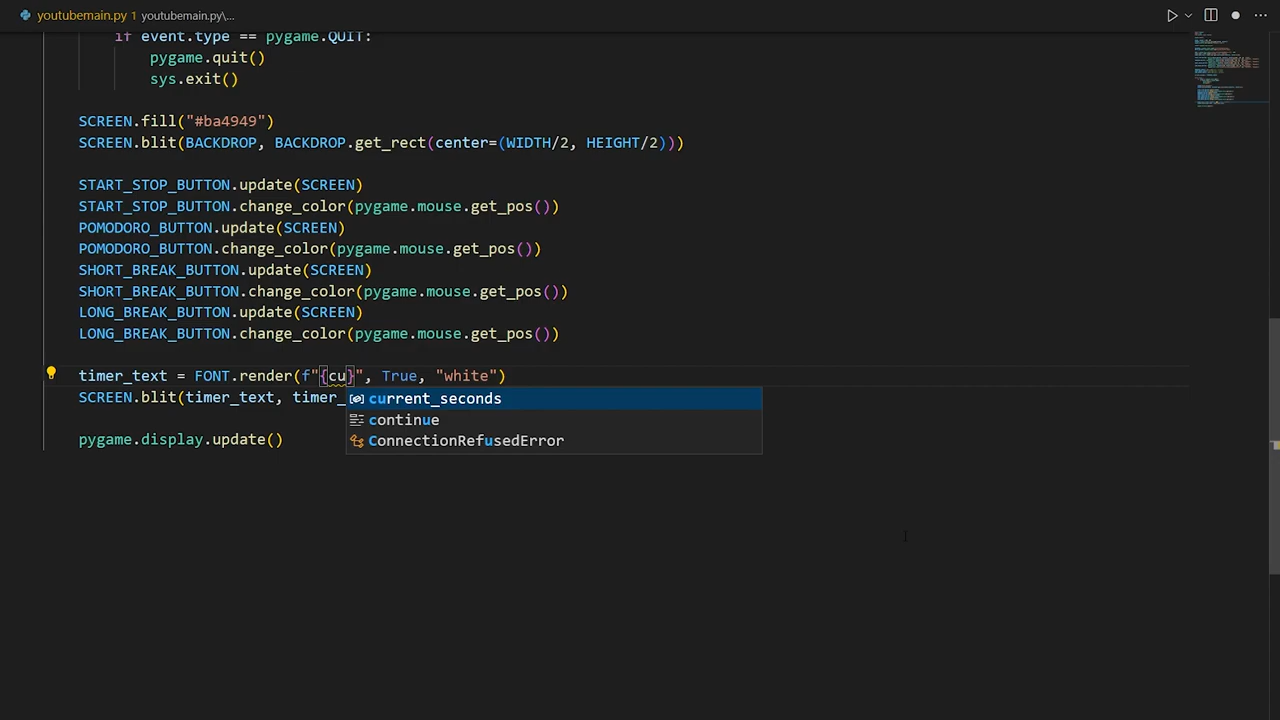 youtubemain.py 1 youtubemain.py\...
if event.type == pygame.QUIT:
pygame.quit()
sys.exit()
SCREEN.fill("#ba4949")
SCREEN.blit(BACKDROP, BACKDROP.get_rect(center=(WIDTH/2, HEIGHT/2)))
START_STOP_BUTTON.update(SCREEN)
START_STOP_BUTTON.change_color(pygame.mouse.get_pos())
POMODORO_BUTTON.update(SCREEN)
POMODORO_BUTTON.change_color(pygame.mouse.get_pos())
SHORT_BREAK_BUTTON.update(SCREEN)
SHORT_BREAK_BUTTON.change_color(pygame.mouse.get_pos())
LONG_BREAK_BUTTON.update(SCREEN)
LONG_BREAK_BUTTON.change_color(pygame.mouse.get_pos())
timer_text = FONT.render(f"{cu}", True, "white")
SCREEN.blit(timer_text, timer_
current_seconds
continue
ConnectionRefusedError
pygame.display.update()